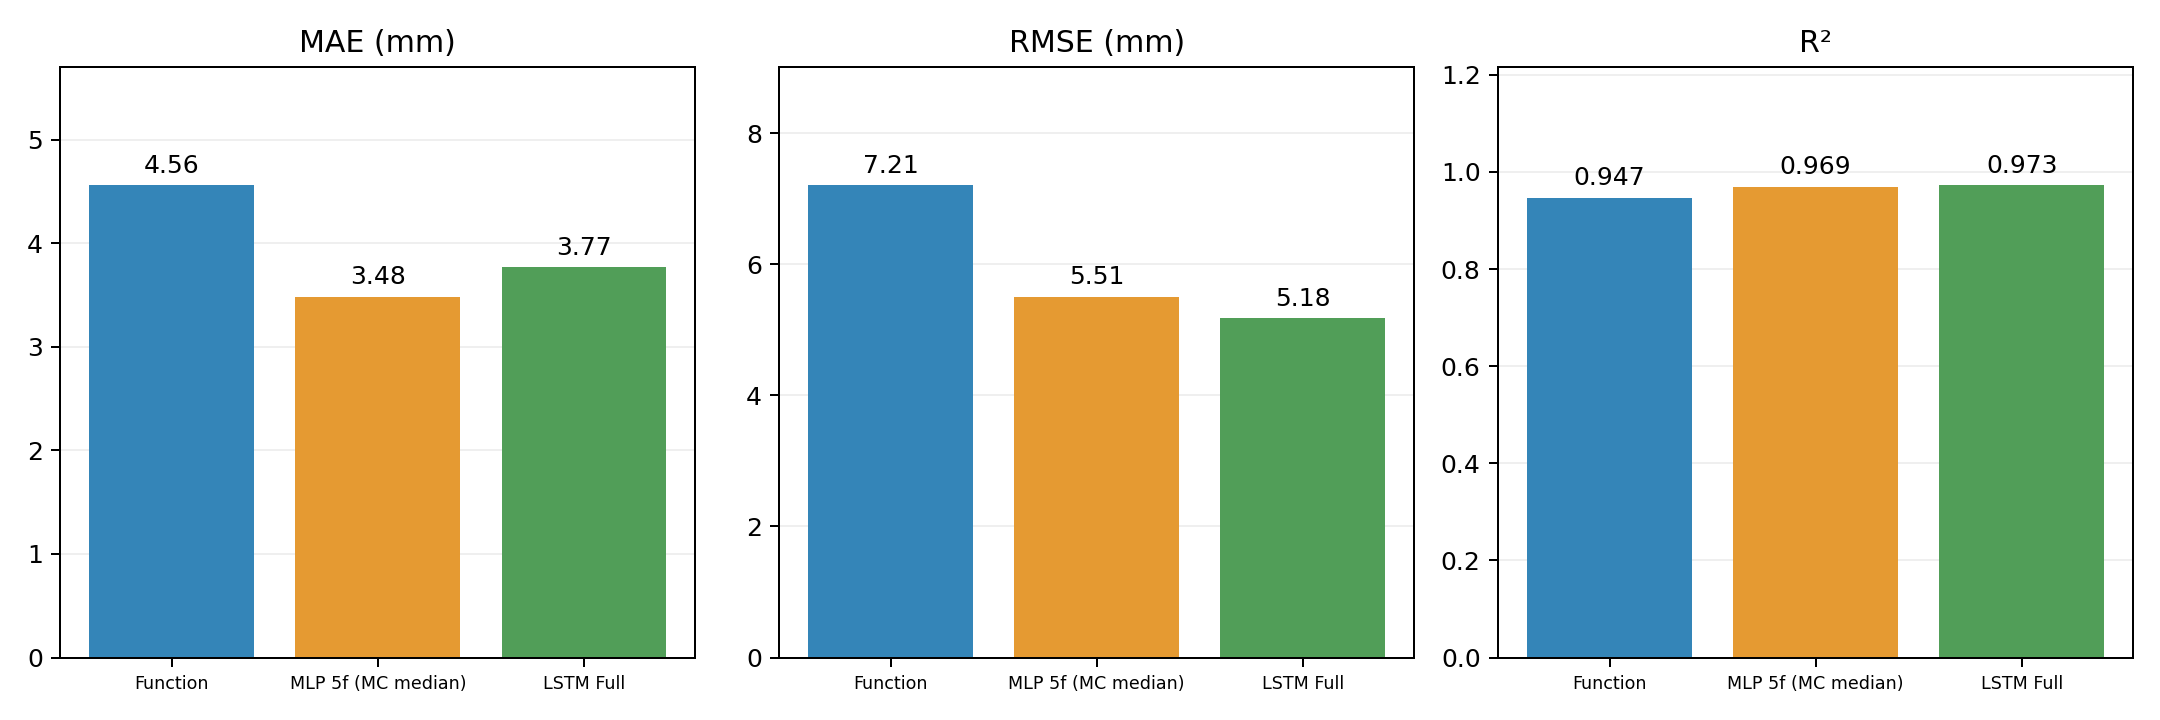 MAE (mm)
5
4
3
2
1
0
4.56
3.48
3.77
Function
MLP 5f (MC median)
LSTM Full
RMSE (mm)
8
6
4
2
0
7.21
5.51
5.18
Function
MLP 5f (MC median)
LSTM Full
R²
1.2
1.0
0.8
0.6
0.4
0.2
0.0
0.947
0.969
0.973
Function
MLP 5f (MC median)
LSTM Full